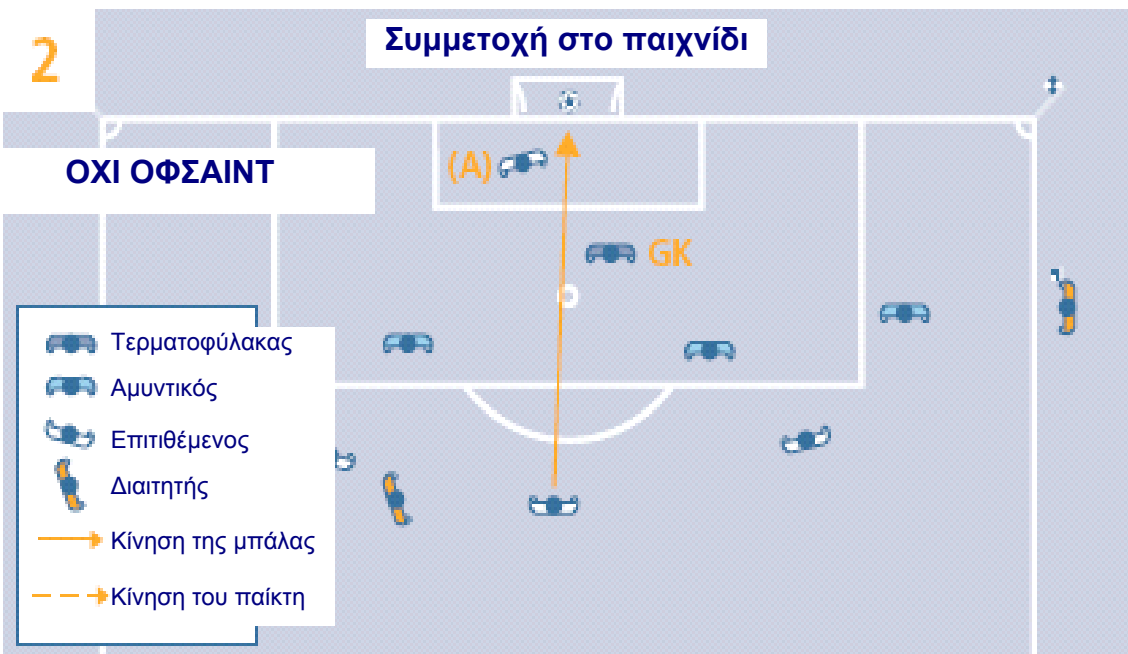 2
Συμμετοχή στο παιχνίδι
ΟΧΙ ΟΦΣΑΙΝΤ
(A)
GK
Τερματοφύλακας
Αμυντικός
Επιτιθέμενος
Διαιτητής
Κίνηση της μπάλας
Κίνηση του παίκτη